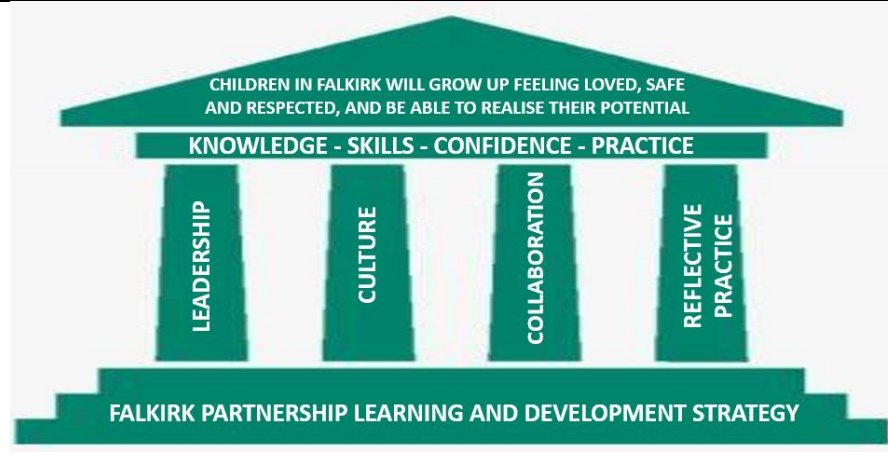 CHILDREN IN FALKIRK WILL GROW UP FEELING LOVED, SAFE
AND RESPECTED, AND BE ABLE TO REALISE THEIR POTENTIAL
KNOWLEDGE - SKILLS - CONFIDENCE - PRACTICE
LEADERSHIP
CULTURE
COLLABORATION
REFLECTIVE
PRACTICE
FALKIRK PARTNERSHIP LEARNING AND DEVELOPMENT STRATEGY